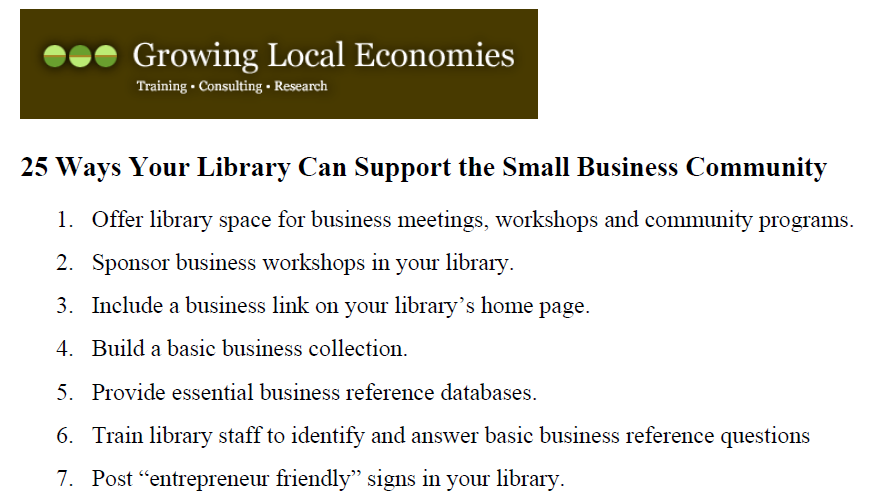 Growing Local Economies
Training • Consulting • Research
25 Ways Your Library Can Support the Small Business Community
1. Offer library space for business meetings, workshops and community programs.
2. Sponsor business workshops in your library.
3. Include a business link on your library’s home page.
4. Build a basic business collection.
5. Provide essential business reference databases.
6. Train library staff to identify and answer basic business reference questions
7. Post “entrepreneur friendly” signs in your library.